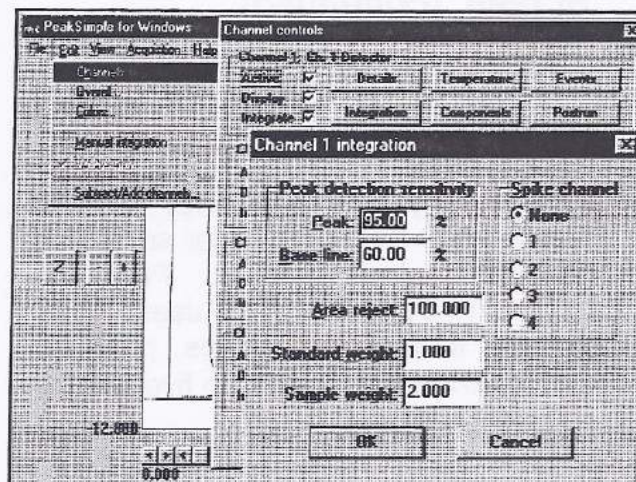 PeakSimple for Windows
File Edit View Acquisition Help
Channels
Overall...
Colors...
Manual integration
Subtract/Add channels...
-12.000
0.000
Channel controls
Channel 1:
Detector
Active
Details
Temperature
Events
Display
Integrate
Integration
Components
Postrun
Channel 1 integration
Peak detection sensitivity
Peak: 95.00 %
Base line: 60.00 %
Area reject: 100.000
Standard weight: 1.000
Sample weight: 2.000
Spike channel
None
1
2
3
4
OK
Cancel